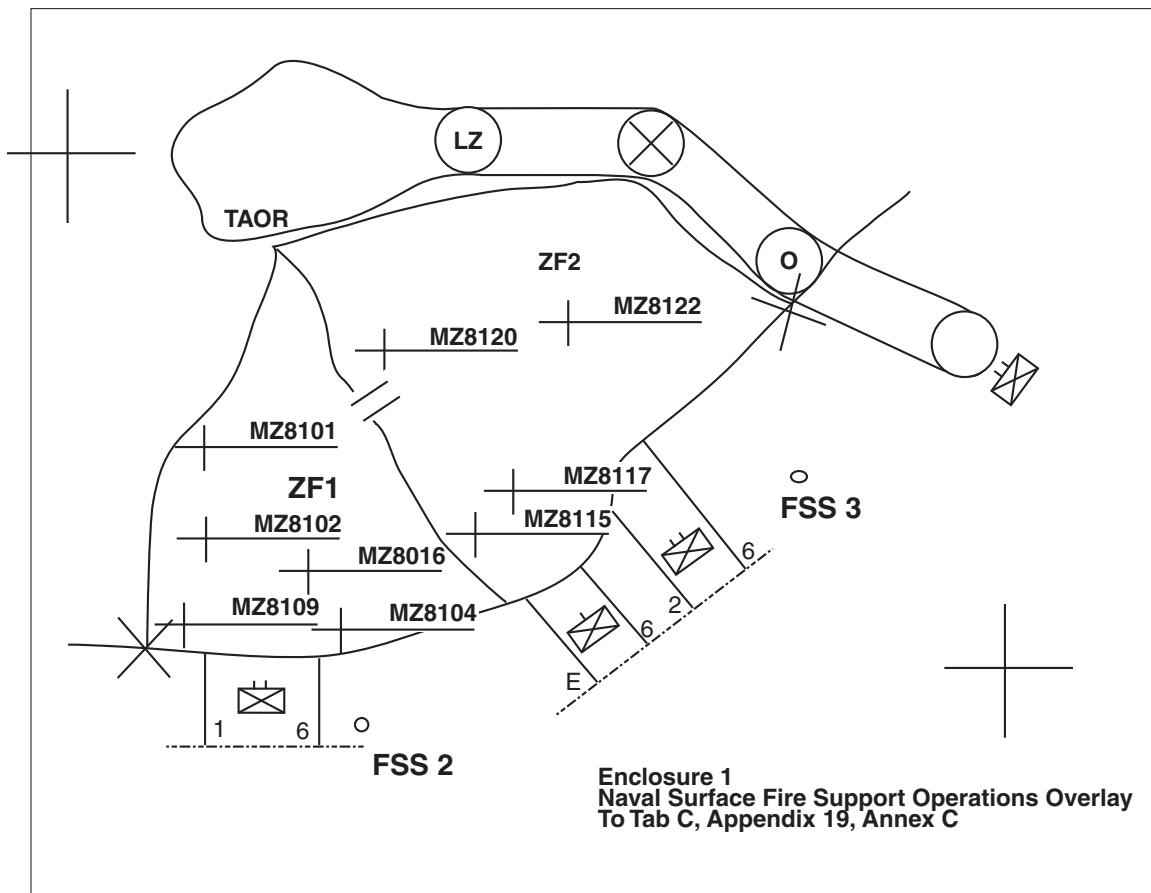 LZ
TAOR
O
ZF2
MZ8122
MZ8120
MZ8101
ZF1
MZ8117
FSS 3
MZ8102
MZ8115
MZ8016
6
MZ8109
MZ8104
2
6
E
1
6
FSS 2
Enclosure 1
Naval Surface Fire Support Operations Overlay
To Tab C, Appendix 19, Annex C